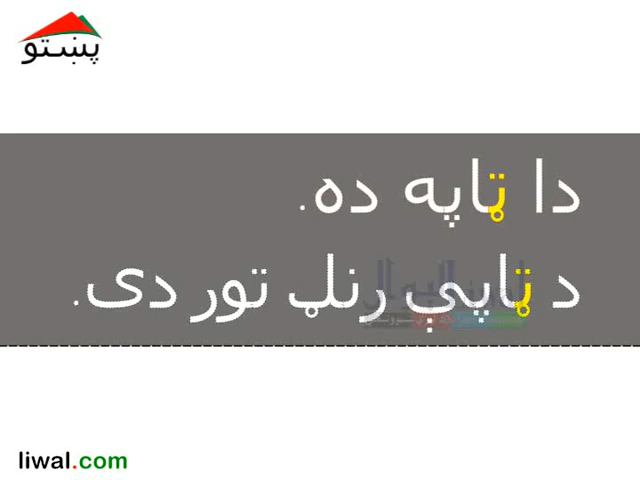 پښتو
دا ټاپه ده.
د ټاپې رنګ تور دی.
liwal.com